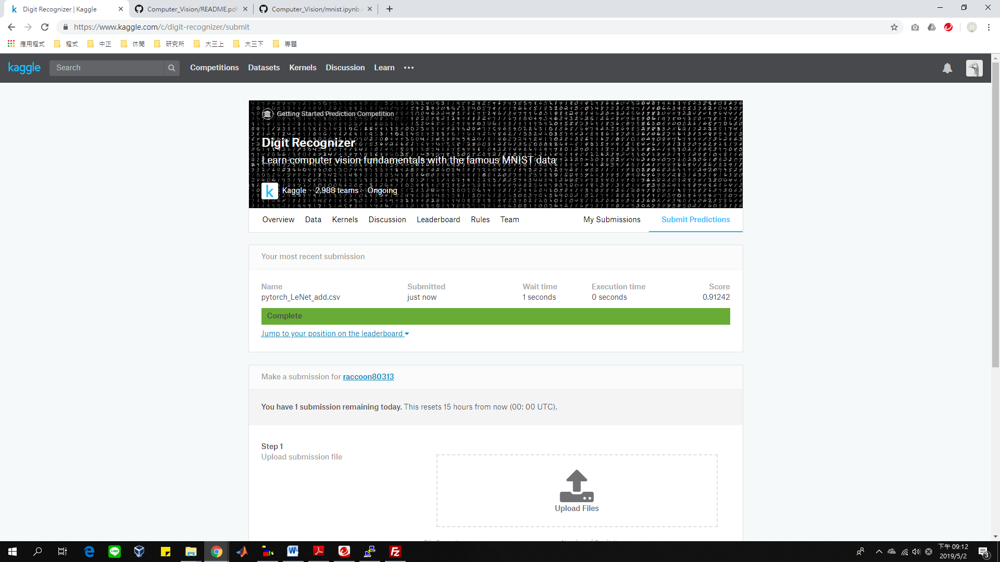 Digit Recognizer | Kaggle
Computer_Vision/README.pdf
Computer_Vision/mnist.ipynb a
https://www.kaggle.com/c/digit-recognizer/submit
應用程式 程式 中正 休閒 研究所 大三上 大三下 專題
kaggle Search Competitions Datasets Kernels Discussion Learn
Getting Started Prediction Competition
Digit Recognizer
Learn computer vision fundamentals with the famous MNIST data
k Kaggle · 2,988 teams · Ongoing
Overview Data Kernels Discussion Leaderboard Rules Team My Submissions Submit Predictions
Your most recent submission
Name Submitted Wait time Execution time Score
pytorch_LeNet_add.csv just now 1 seconds 0 seconds 0.91242
Complete
Jump to your position on the leaderboard
Make a submission for raccoon80313
You have 1 submission remaining today. This resets 15 hours from now (00: 00 UTC).
Step 1
Upload submission file
Upload Files
下午 09:12
2019/5/2
3